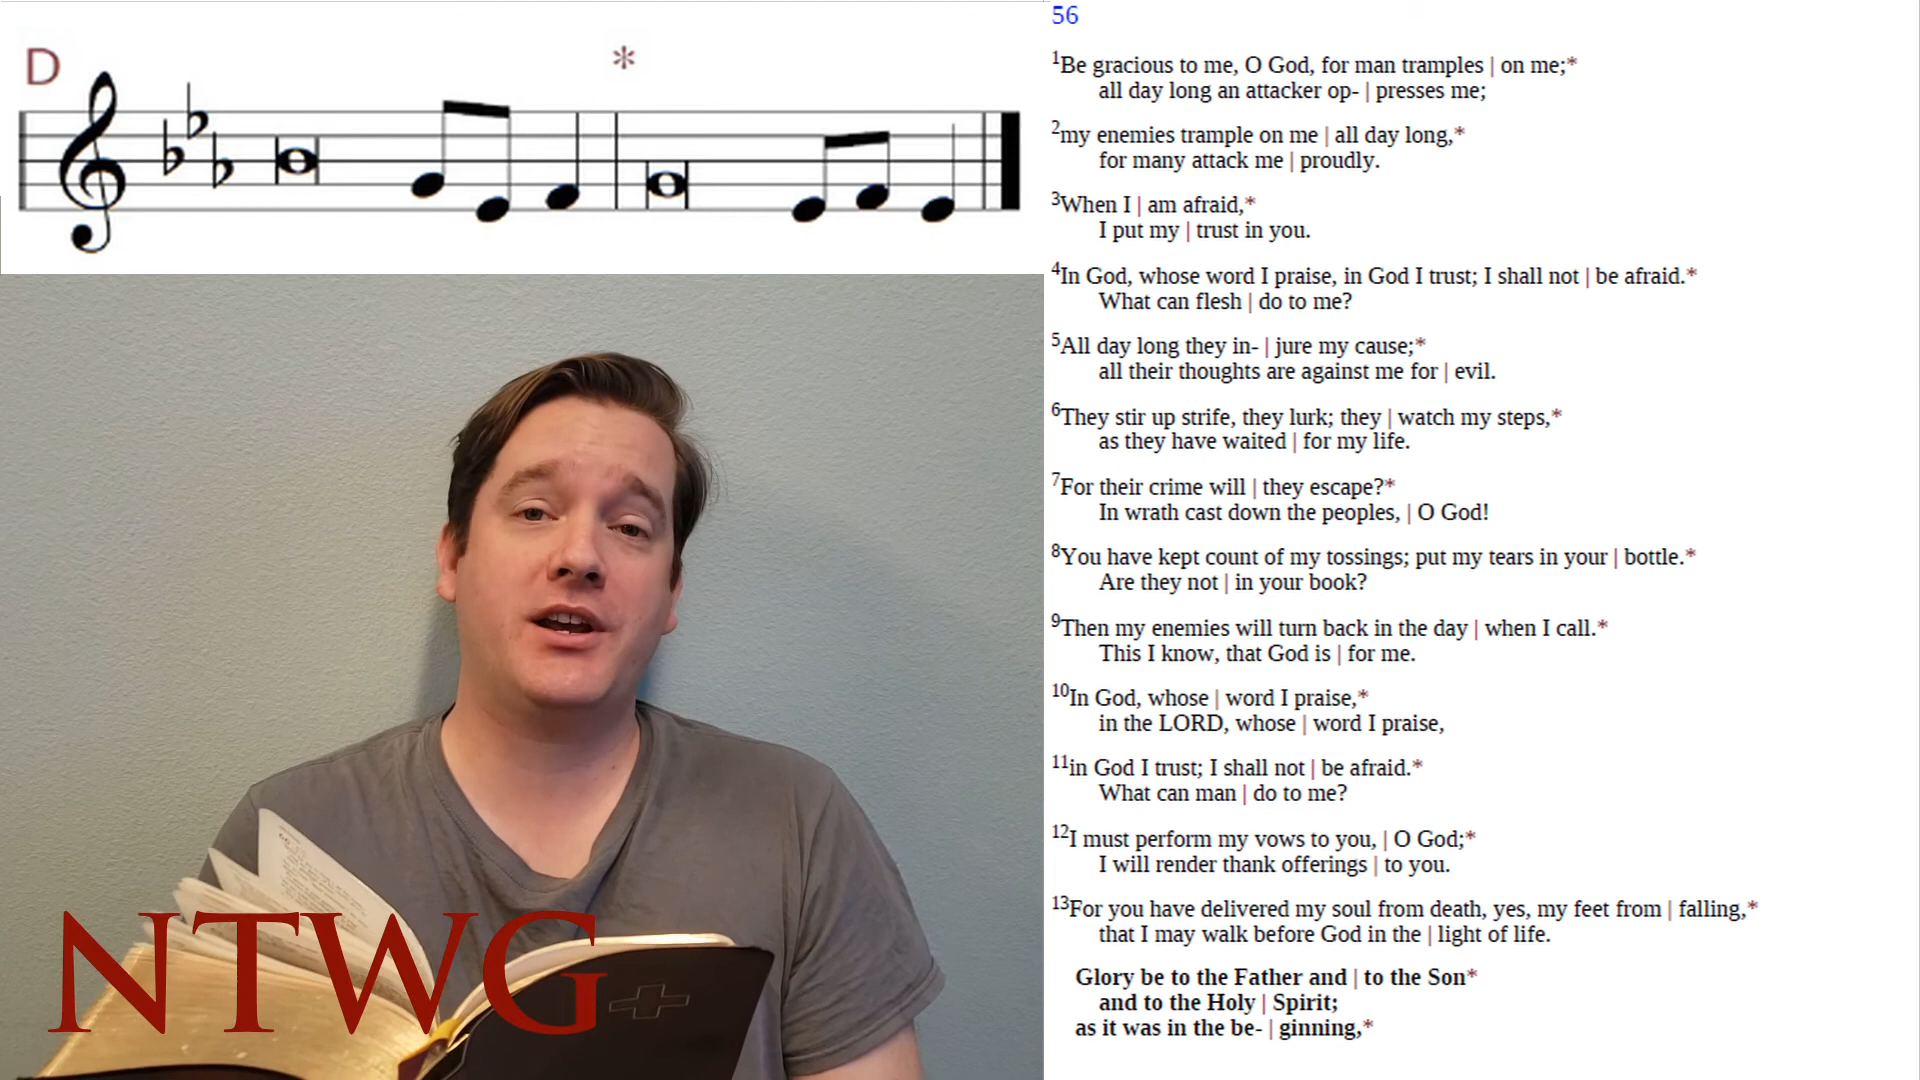 D *
56
1Be gracious to me, O God, for man tramples | on me;*
all day long an attacker op- | presses me;
2my enemies trample on me | all day long,*
for many attack me | proudly.
3When I | am afraid,*
I put my | trust in you.
4In God, whose word I praise, in God I trust; I shall not | be afraid.*
What can flesh | do to me?
5All day long they in- | jure my cause;*
all their thoughts are against me for | evil.
6They stir up strife, they lurk; they | watch my steps,*
as they have waited | for my life.
7For their crime will | they escape?*
In wrath cast down the peoples, | O God!
8You have kept count of my tossings; put my tears in your | bottle.*
Are they not | in your book?
9Then my enemies will turn back in the day | when I call.*
This I know, that God is | for me.
10In God, whose | word I praise,*
in the LORD, whose | word I praise,
11in God I trust; I shall not | be afraid.*
What can man | do to me?
12I must perform my vows to you, | O God;*
I will render thank offerings | to you.
13For you have delivered my soul from death, yes, my feet from | falling,*
that I may walk before God in the | light of life.
Glory be to the Father and | to the Son*
and to the Holy | Spirit;
as it was in the be- | ginning,*
NTWG